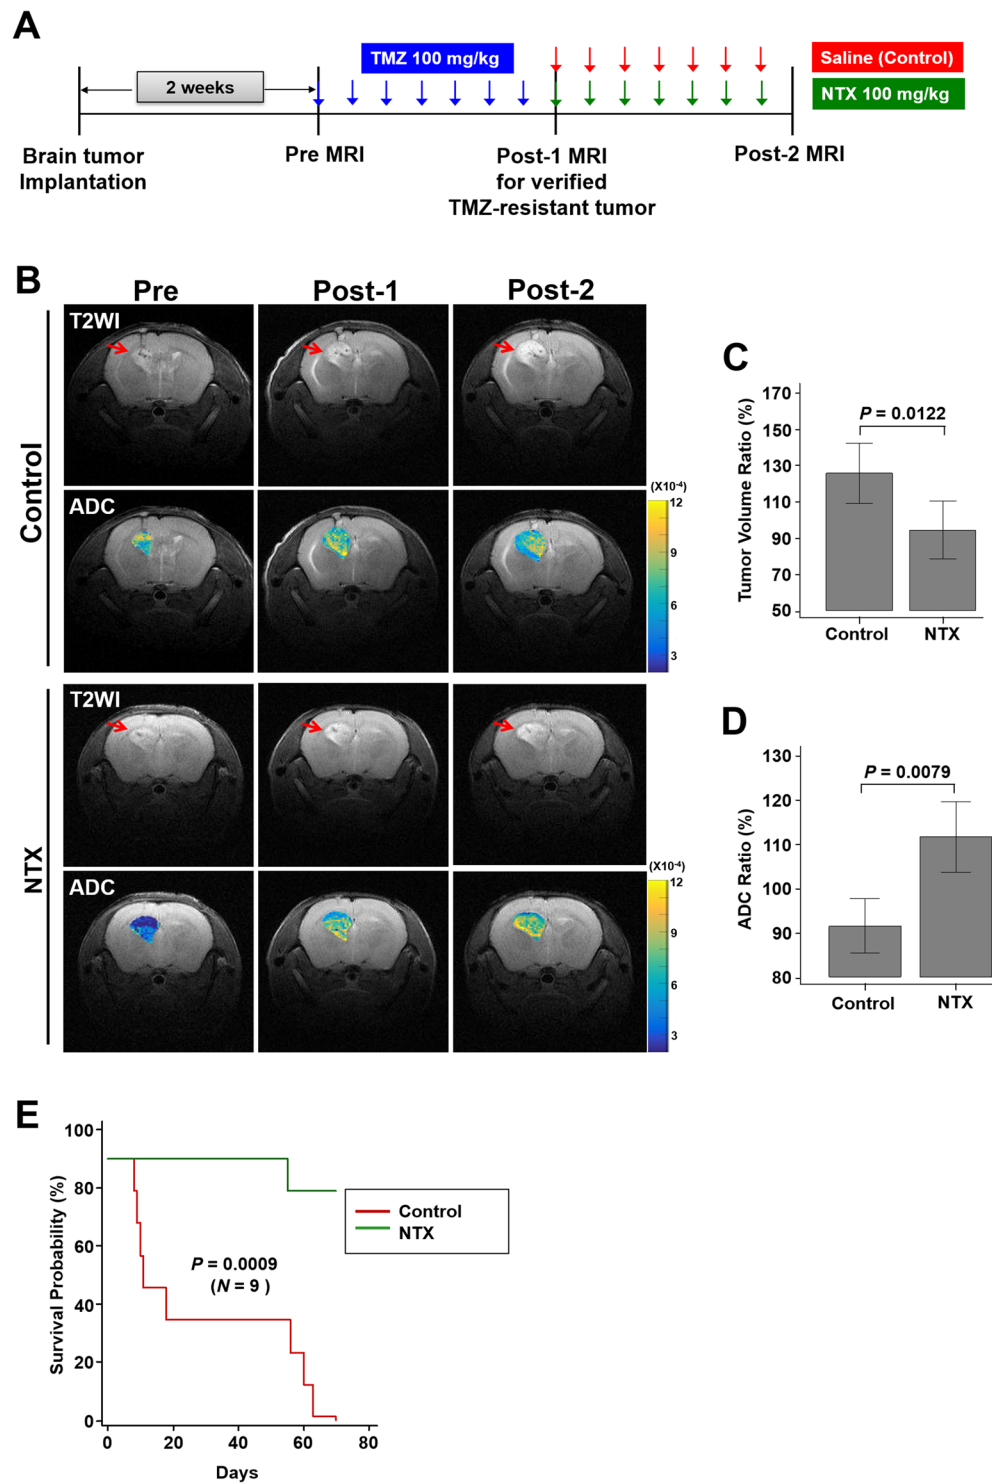 A
TMZ 100 mg/kg
Saline (Control)
2 weeks
NTX 100 mg/kg
Brain tumor
Implantation
Pre MRI
Post-1 MRI
for verified
TMZ-resistant tumor
Post-2 MRI
B
Pre
Post-1
Post-2
Control
T2WI
ADC
(X10-4)
12
9
6
3
NTX
T2WI
ADC
(X10-4)
12
9
6
3
C
Tumor Volume Ratio (%)
170
150
130
110
90
70
50
P = 0.0122
Control
NTX
D
ADC Ratio (%)
130
120
110
100
90
80
P = 0.0079
Control
NTX
E
Survival Probability (%)
100
80
60
40
20
0
Control
NTX
P = 0.0009
(N = 9 )
0
20
40
60
80
Days